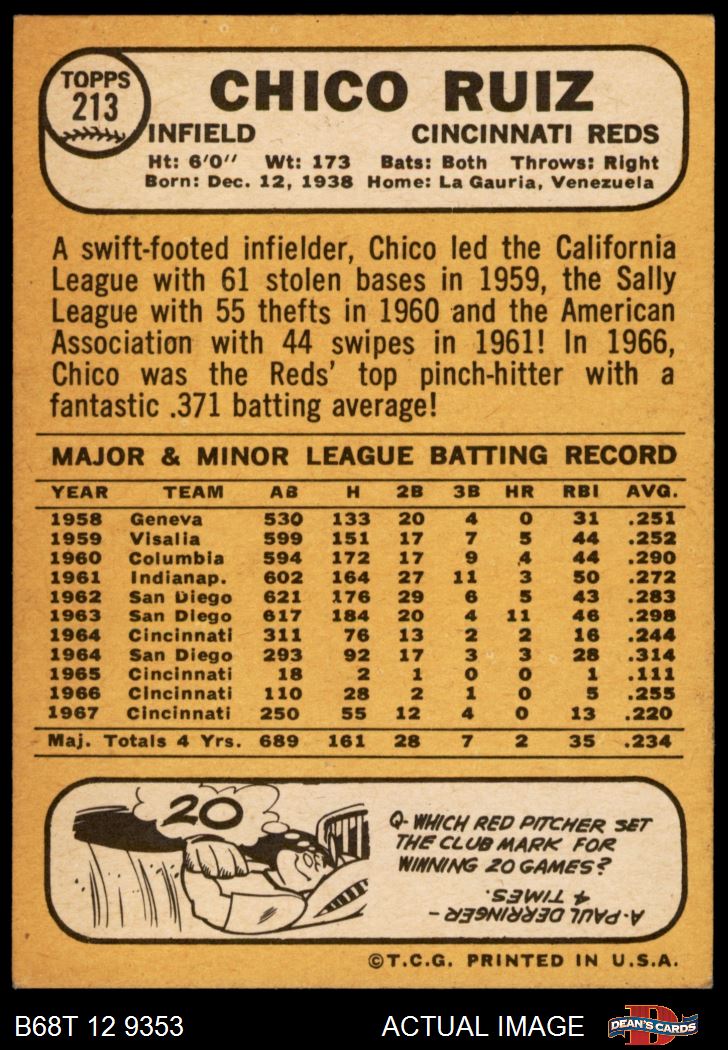 TOPPS
213
CHICO RUIZ
INFIELD CINCINNATI REDS
Ht: 6'0" Wt: 173 Bats: Both Throws: Right
Born: Dec. 12, 1938 Home: La Gauria, Venezuela
A swift-footed infielder, Chico led the California
League with 61 stolen bases in 1959, the Sally
League with 55 thefts in 1960 and the American
Association with 44 swipes in 1961! In 1966,
Chico was the Reds' top pinch-hitter with a
fantastic .371 batting average!
MAJOR & MINOR LEAGUE BATTING RECORD
YEAR TEAM AB H 2B 3B HR RBI AVG.
1958 Geneva 530 133 20 4 0 31 .251
1959 Visalia 599 151 17 7 5 44 .252
1960 Columbia 594 172 17 9 4 44 .290
1961 Indianap. 602 164 27 11 3 50 .272
1962 San Diego 621 176 29 6 5 43 .283
1963 San Diego 617 184 20 4 11 46 .298
1964 Cincinnati 311 76 13 2 2 16 .244
1964 San Diego 293 92 17 3 3 28 .314
1965 Cincinnati 18 2 1 0 0 1 .111
1966 Cincinnati 110 28 2 1 0 5 .255
1967 Cincinnati 250 55 12 4 0 13 .220
Maj. Totals 4 Yrs. 689 161 28 7 2 35 .234
20
Q- WHICH RED PITCHER SET
THE CLUB MARK FOR
WINNING 20 GAMES?
A- PAUL DERRINGER –
4 TIMES.
©T.C.G. PRINTED IN U.S.A.
B68T 12 9353 ACTUAL IMAGE
D
DEAN'S CARDS